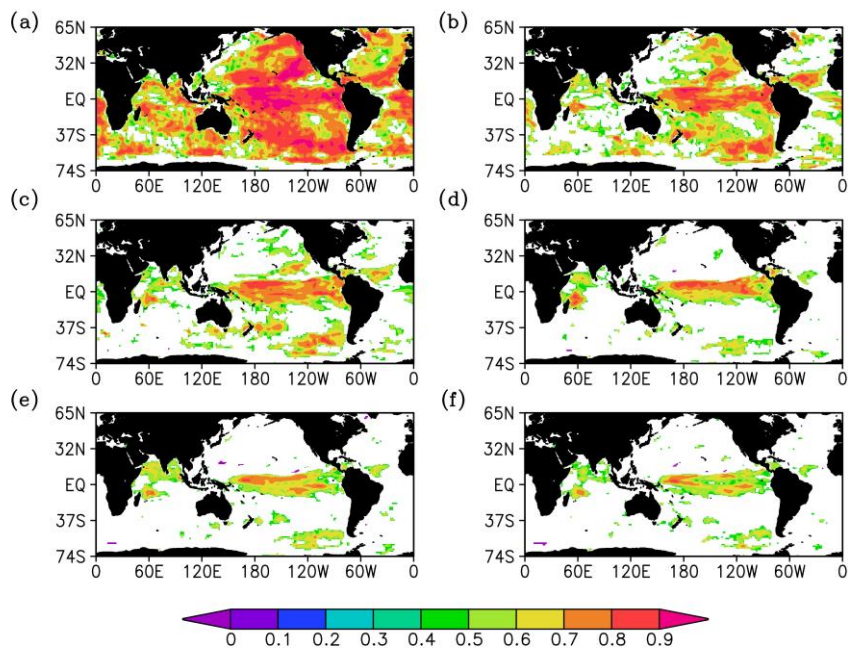 (a) (b)
65N 65N
32N 32N
EQ EQ
37S 37S
74S 74S
0 60E 120E 180 120W 60W 0 0 60E 120E 180 120W 60W 0
(c) (d)
65N 65N
32N 32N
EQ EQ
37S 37S
74S 74S
0 60E 120E 180 120W 60W 0 0 60E 120E 180 120W 60W 0
(e) (f)
65N 65N
32N 32N
EQ EQ
37S 37S
74S 74S
0 60E 120E 180 120W 60W 0 0 60E 120E 180 120W 60W 0
0 0.1 0.2 0.3 0.4 0.5 0.6 0.7 0.8 0.9